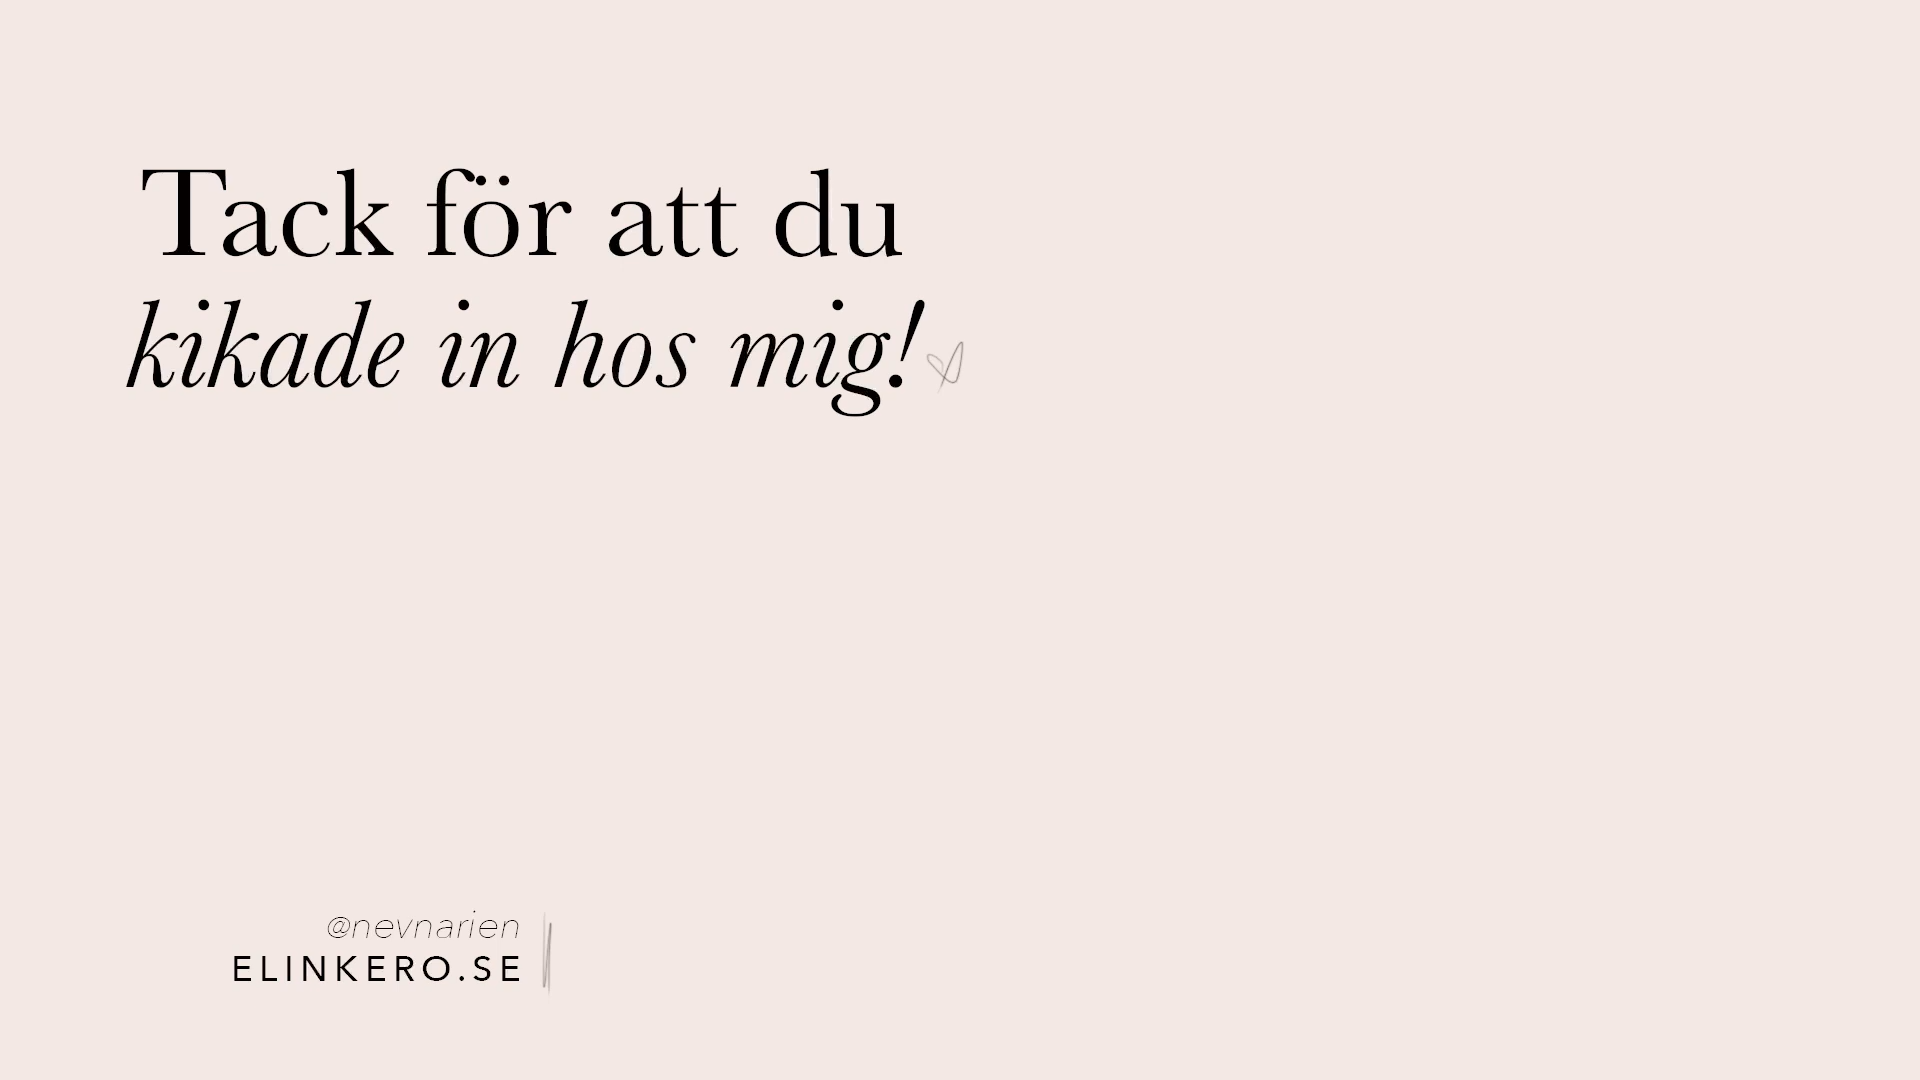 Tack för att du
kikade in hos mig!
@nevnarien
ELINKERO.SE